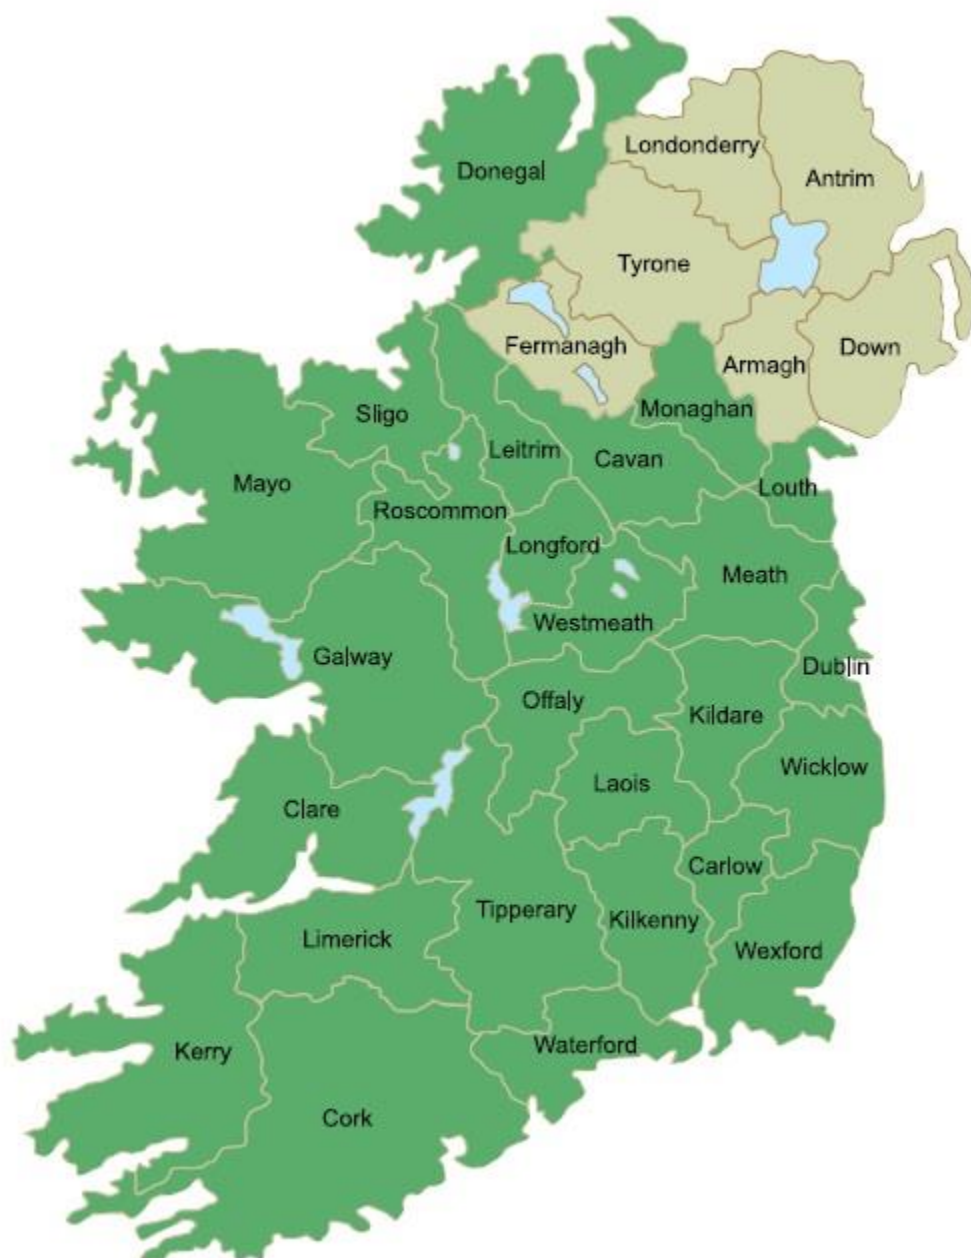 Londonderry
Donegal
Antrim
Tyrone
Fermanagh
Down
Armagh
Monaghan
Sligo
Leitrim
Cavan
Mayo
Louth
Roscommon
Longford
Meath
Westmeath
Galway
Dublin
Offaly
Kildare
Wicklow
Laois
Clare
Carlow
Tipperary
Kilkenny
Limerick
Wexford
Waterford
Kerry
Cork